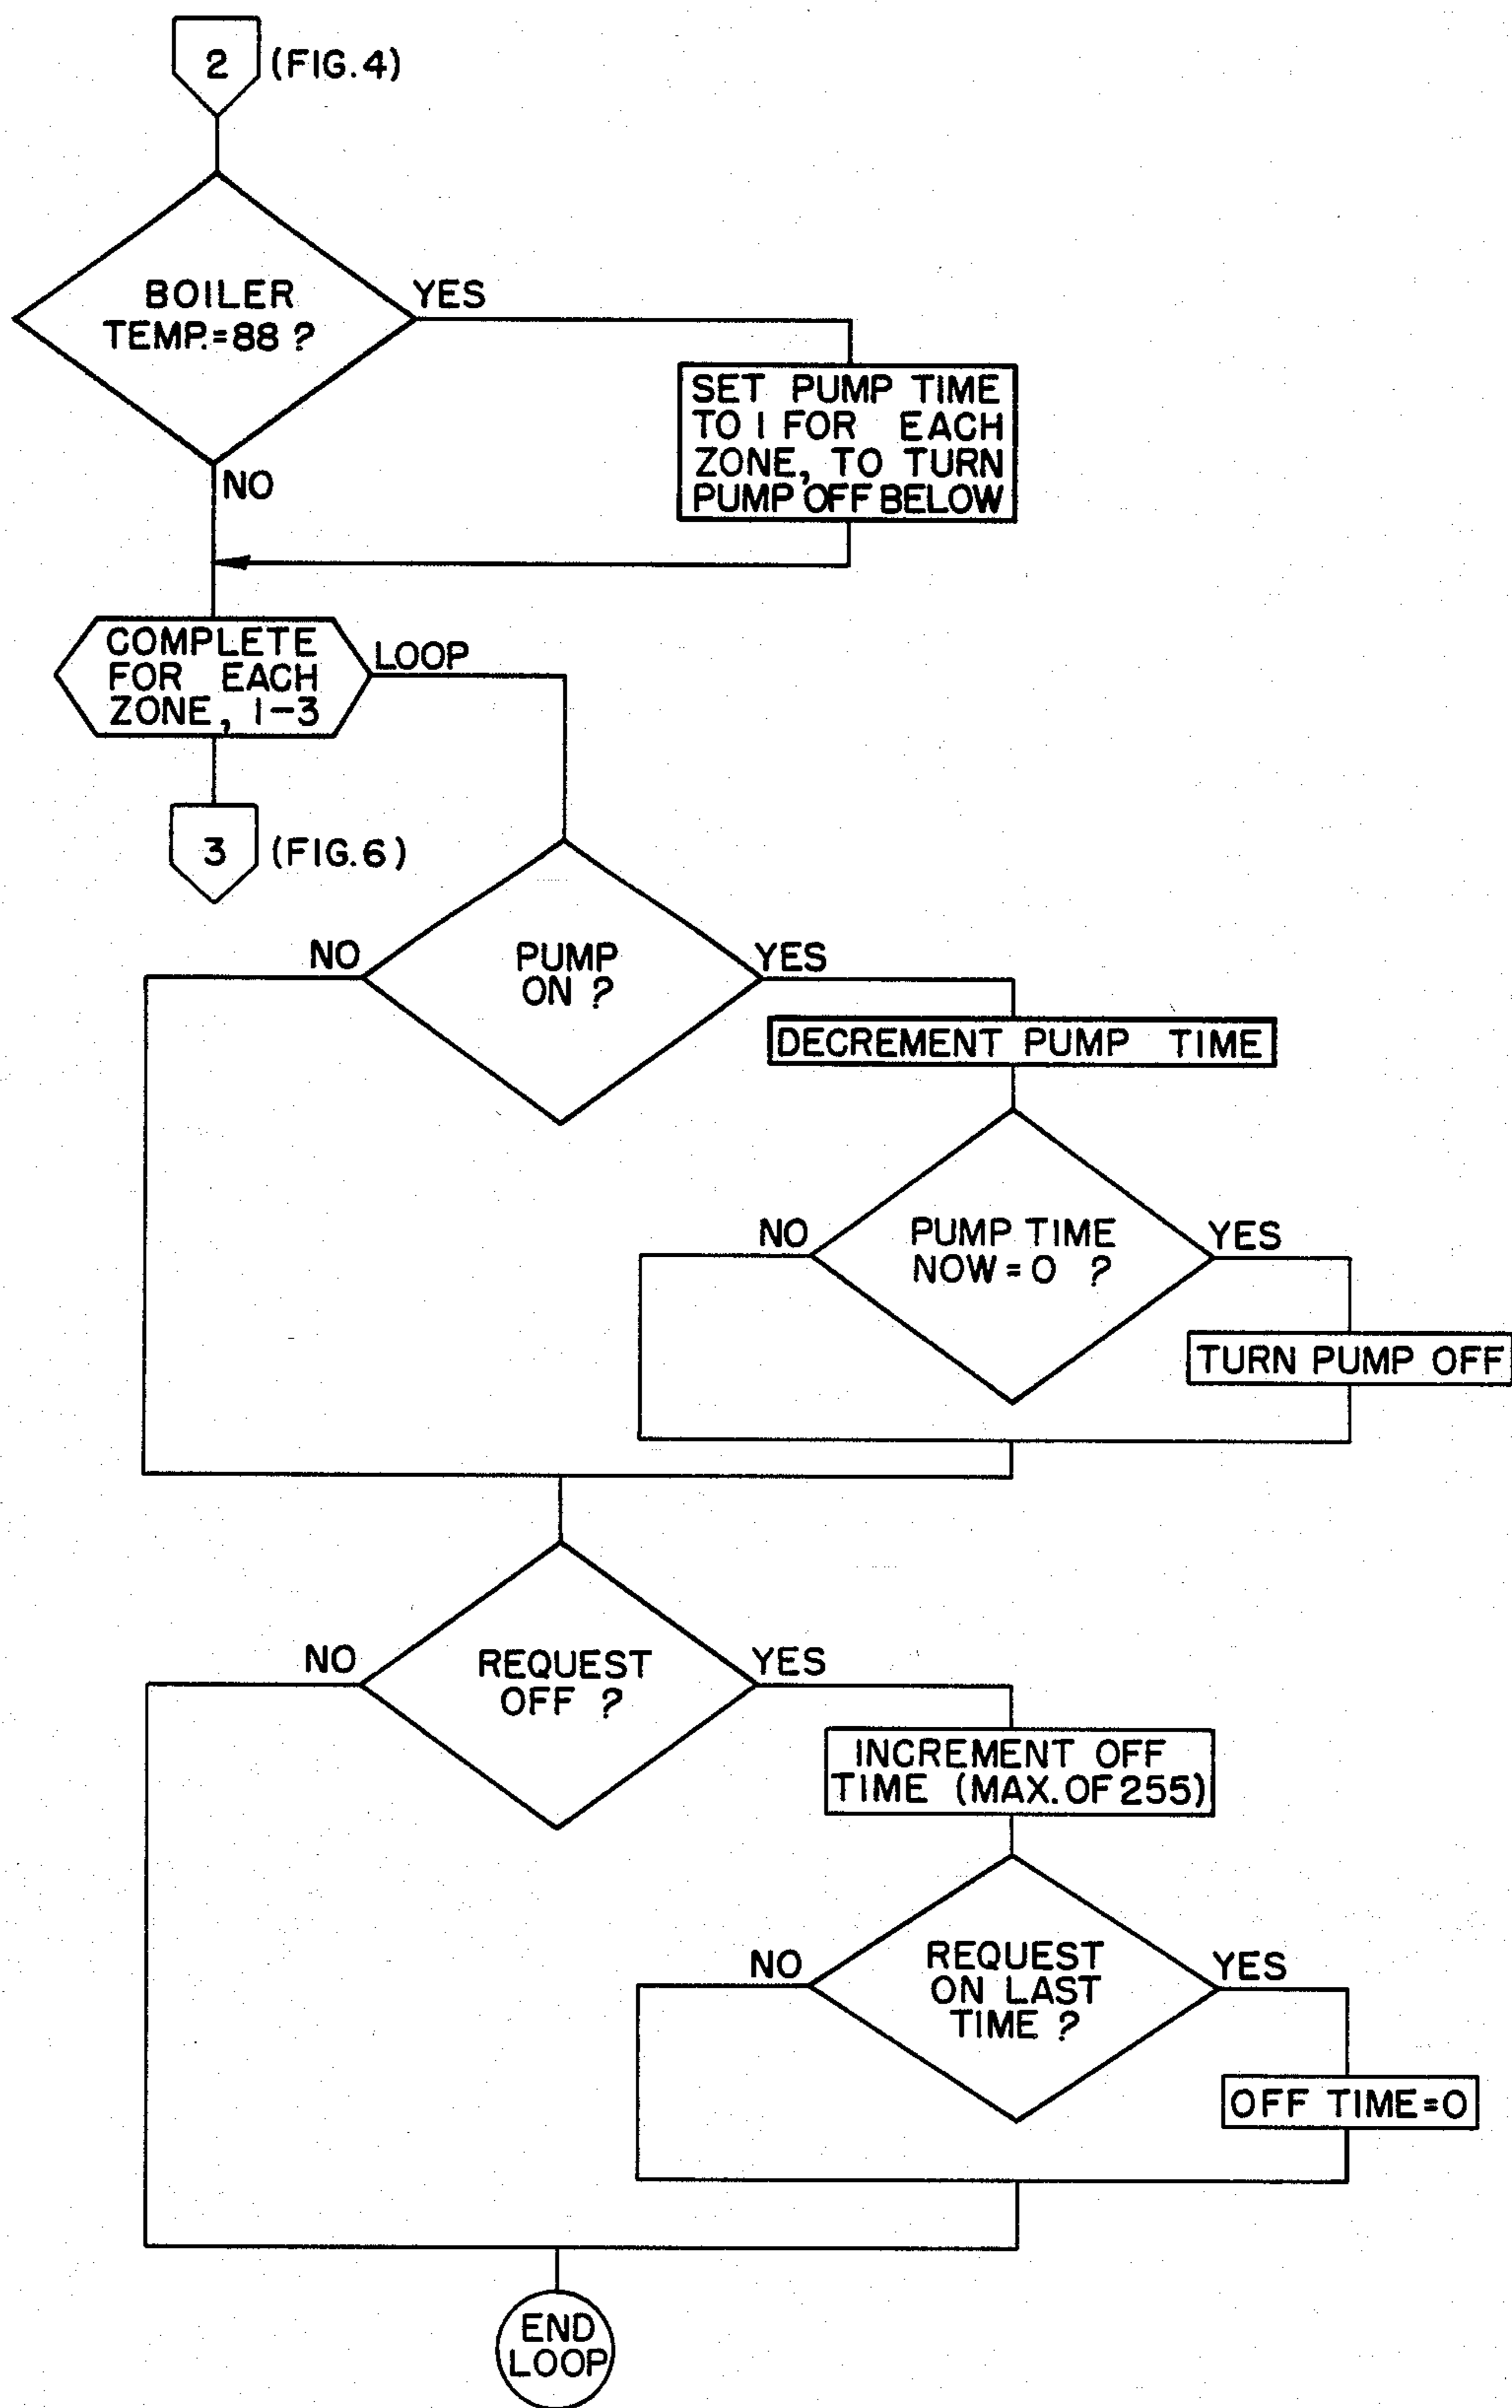 2 (FIG. 4)
BOILER
TEMP.=88 ?
YES
SET PUMP TIME
TO 1 FOR EACH
ZONE, TO TURN
PUMP OFF BELOW
NO
COMPLETE
FOR EACH
ZONE, 1-3
LOOP
3 (FIG. 6)
PUMP
ON ?
NO
YES
DECREMENT PUMP TIME
PUMP TIME
NOW = 0 ?
NO
YES
TURN PUMP OFF
REQUEST
OFF ?
NO
YES
INCREMENT OFF
TIME (MAX. OF 255)
REQUEST
ON LAST
TIME ?
NO
YES
OFF TIME=0
END
LOOP